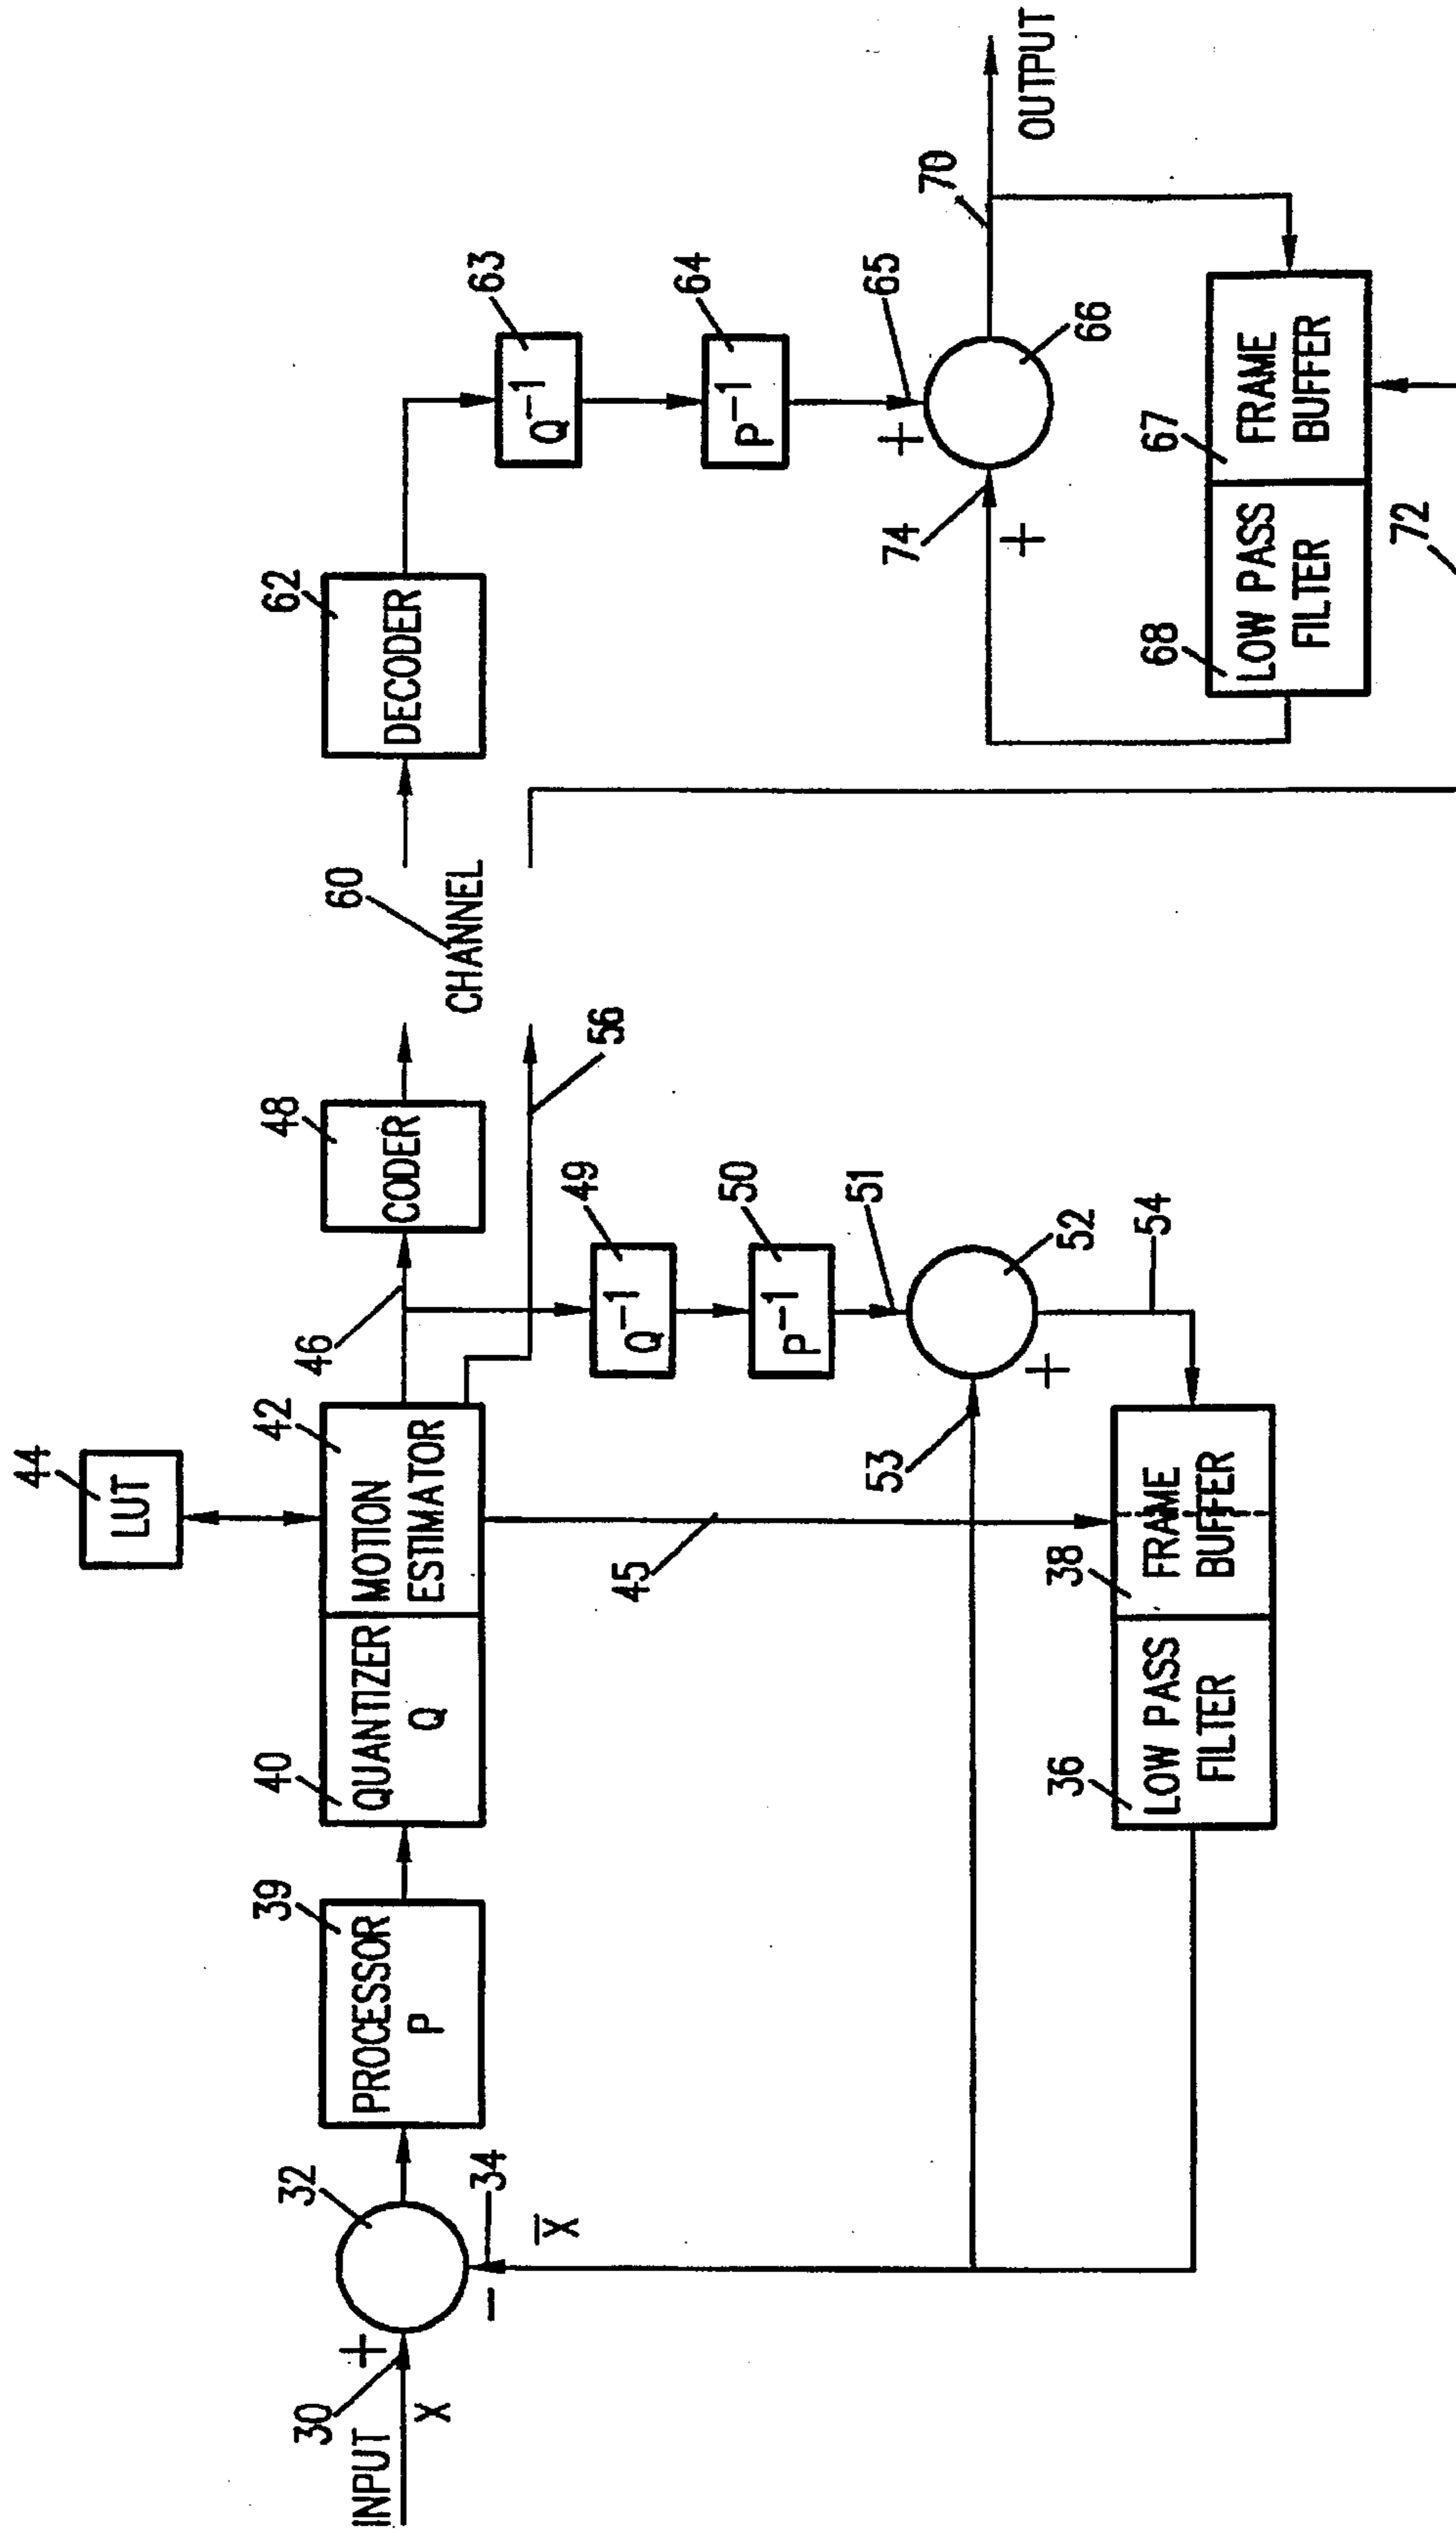 44
LUT
INPUT
X
30
+
32
−
34
X̄
39
PROCESSOR
P
40
QUANTIZER
Q
42
MOTION
ESTIMATOR
46
48
CODER
56
60
CHANNEL
62
DECODER
63
Q⁻¹
64
P⁻¹
65
+
66
70
OUTPUT
74
+
68
LOW PASS
FILTER
67
FRAME
BUFFER
72
45
49
Q⁻¹
50
P⁻¹
51
52
53
+
54
36
LOW PASS
FILTER
38
FRAME
BUFFER